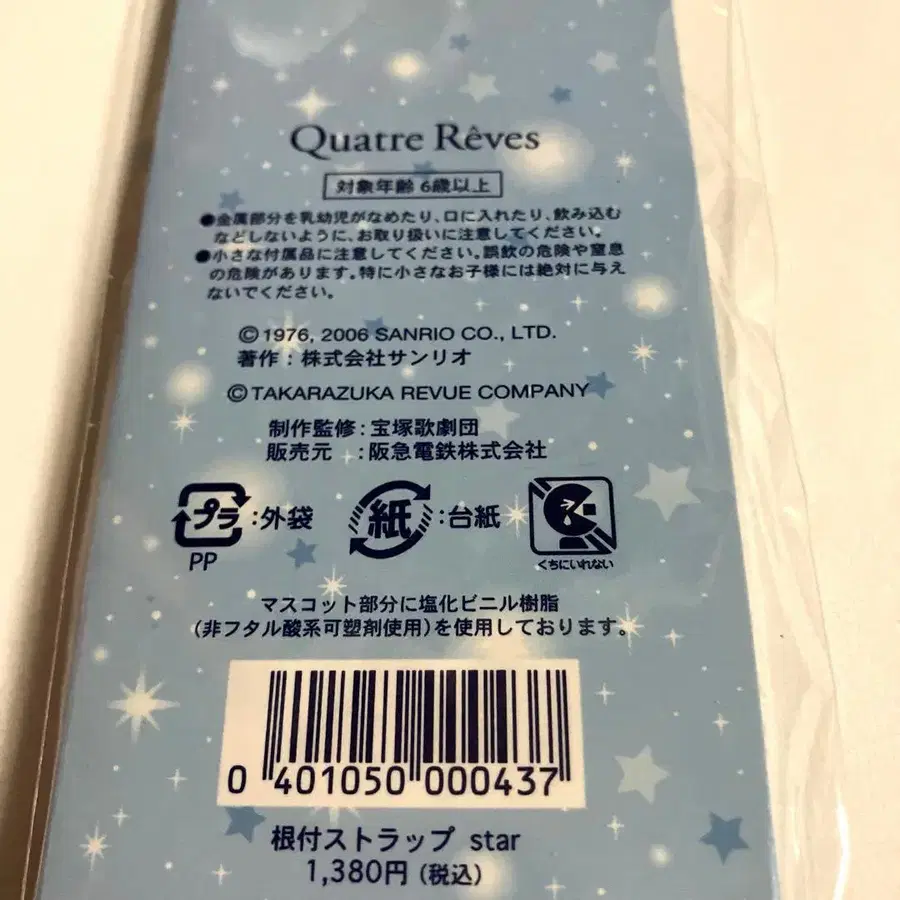 Quatre Rêves
対象年齢 6歳以上
●金属部分を乳幼児がなめたり、口に入れたり、飲み込む
などしないように、お取り扱いに注意してください。
●小さな付属品に注意してください。誤飲の危険や窒息
の危険があります。特に小さなお子様には絶対に与え
ないでください。
©1976, 2006 SANRIO CO., LTD.
著作：株式会社サンリオ
©TAKARAZUKA REVUE COMPANY
制作監修：宝塚歌劇団
販売元　：阪急電鉄株式会社
プラ：外袋 紙：台紙
PP くちにいれない
マスコット部分に塩化ビニル樹脂
(非フタル酸系可塑剤使用)を使用しております。
0 401050 000437
根付ストラップ star
1,380円(税込)